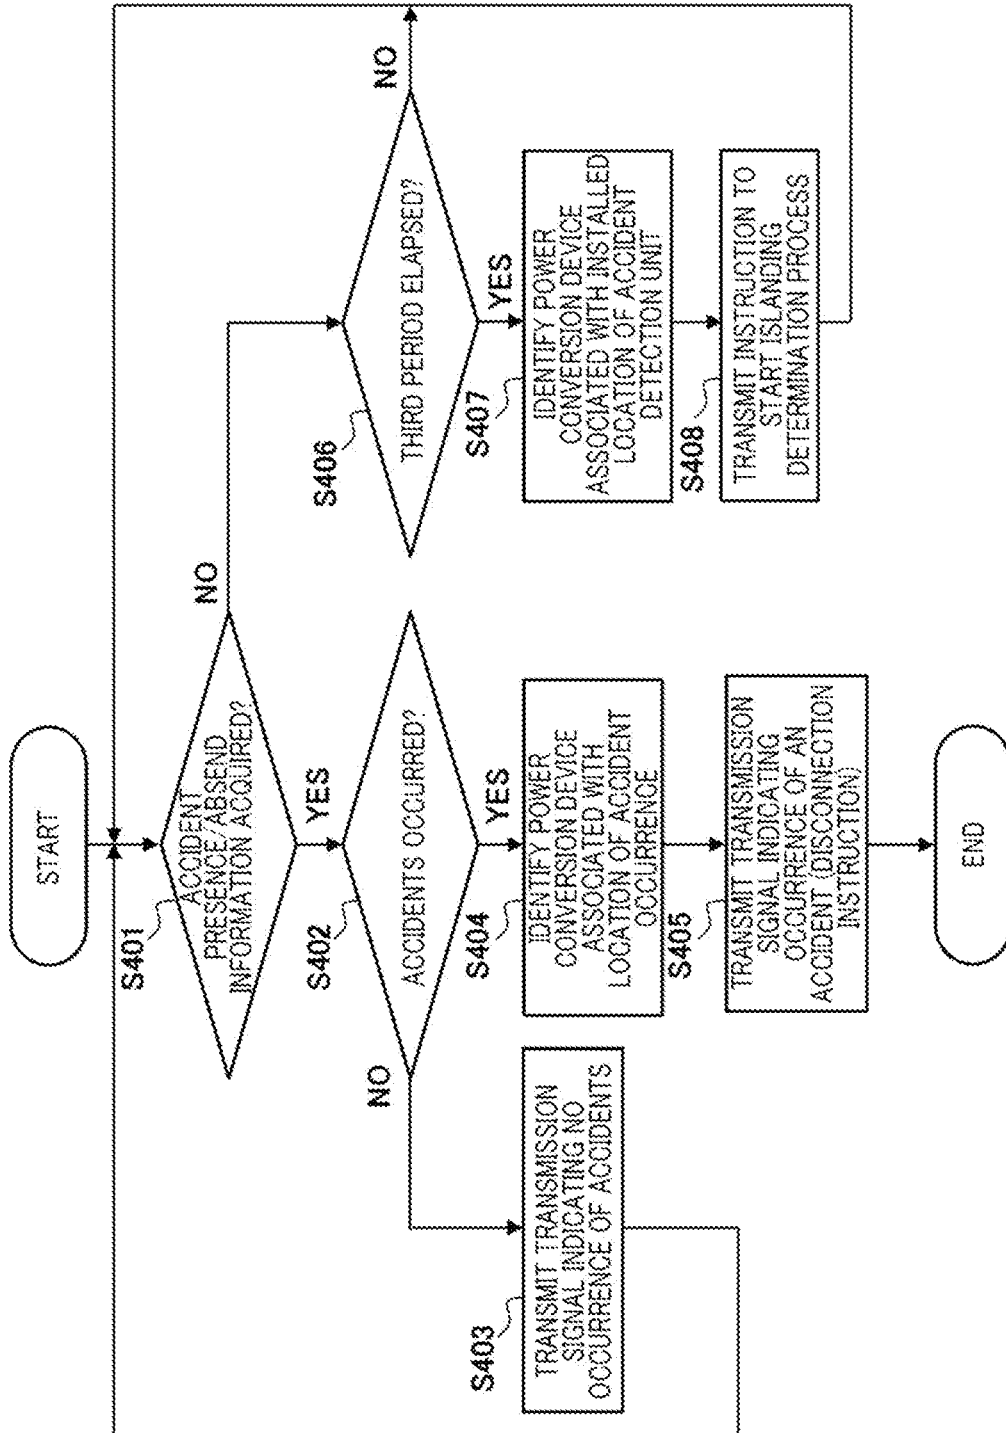 START
S401
ACCIDENT
PRESENCE/ABSEND
INFORMATION ACQUIRED?
NO
YES
S402
ACCIDENTS OCCURRED?
NO
YES
S403
TRANSMIT TRANSMISSION
SIGNAL INDICATING NO
OCCURRENCE OF ACCIDENTS
S404
IDENTIFY POWER
CONVERSION DEVICE
ASSOCIATED WITH
LOCATION OF ACCIDENT
OCCURRENCE
S405
TRANSMIT TRANSMISSION
SIGNAL INDICATING
OCCURRENCE OF AN
ACCIDENT (DISCONNECTION
INSTRUCTION)
END
S406
THIRD PERIOD ELAPSED?
NO
YES
S407
IDENTIFY POWER
CONVERSION DEVICE
ASSOCIATED WITH INSTALLED
LOCATION OF ACCIDENT
DETECTION UNIT
S408
TRANSMIT INSTRUCTION TO
START ISLANDING
DETERMINATION PROCESS